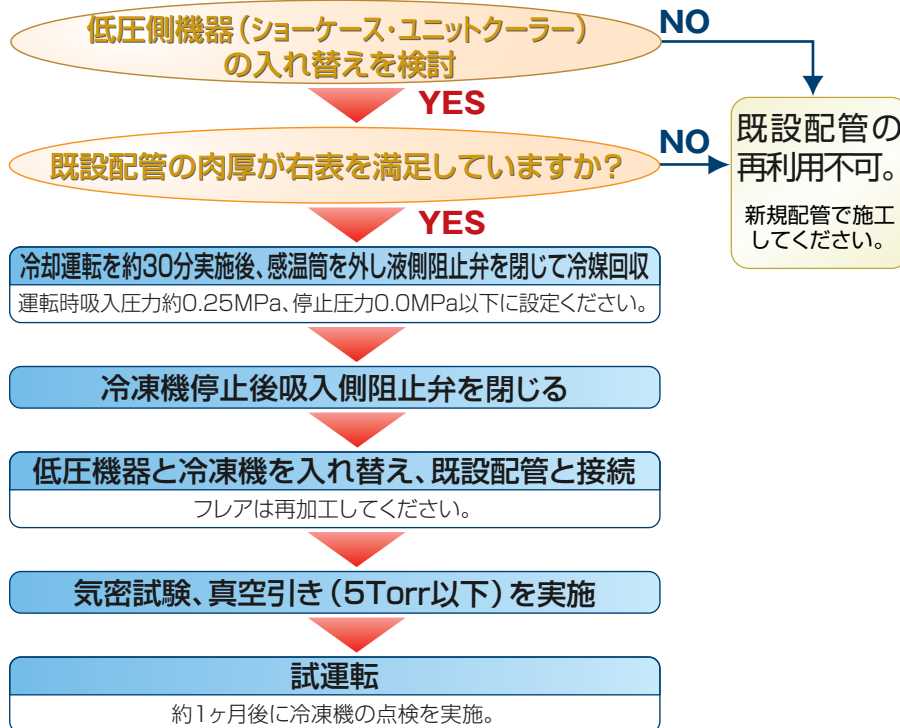 低圧側機器（ショーケース・ユニットクーラー）
の入れ替えを検討
NO
YES
既設配管の肉厚が右表を満足していますか？
NO
既設配管の
再利用不可。
新規配管で施工
してください。
YES
冷却運転を約30分実施後、感温筒を外し液側阻止弁を閉じて冷媒回収
運転時吸入圧力約0.25MPa、停止圧力0.0MPa以下に設定ください。
冷凍機停止後吸入側阻止弁を閉じる
低圧機器と冷凍機を入れ替え、既設配管と接続
フレアは再加工してください。
気密試験、真空引き（5Torr以下）を実施
試運転
約1ヶ月後に冷凍機の点検を実施。